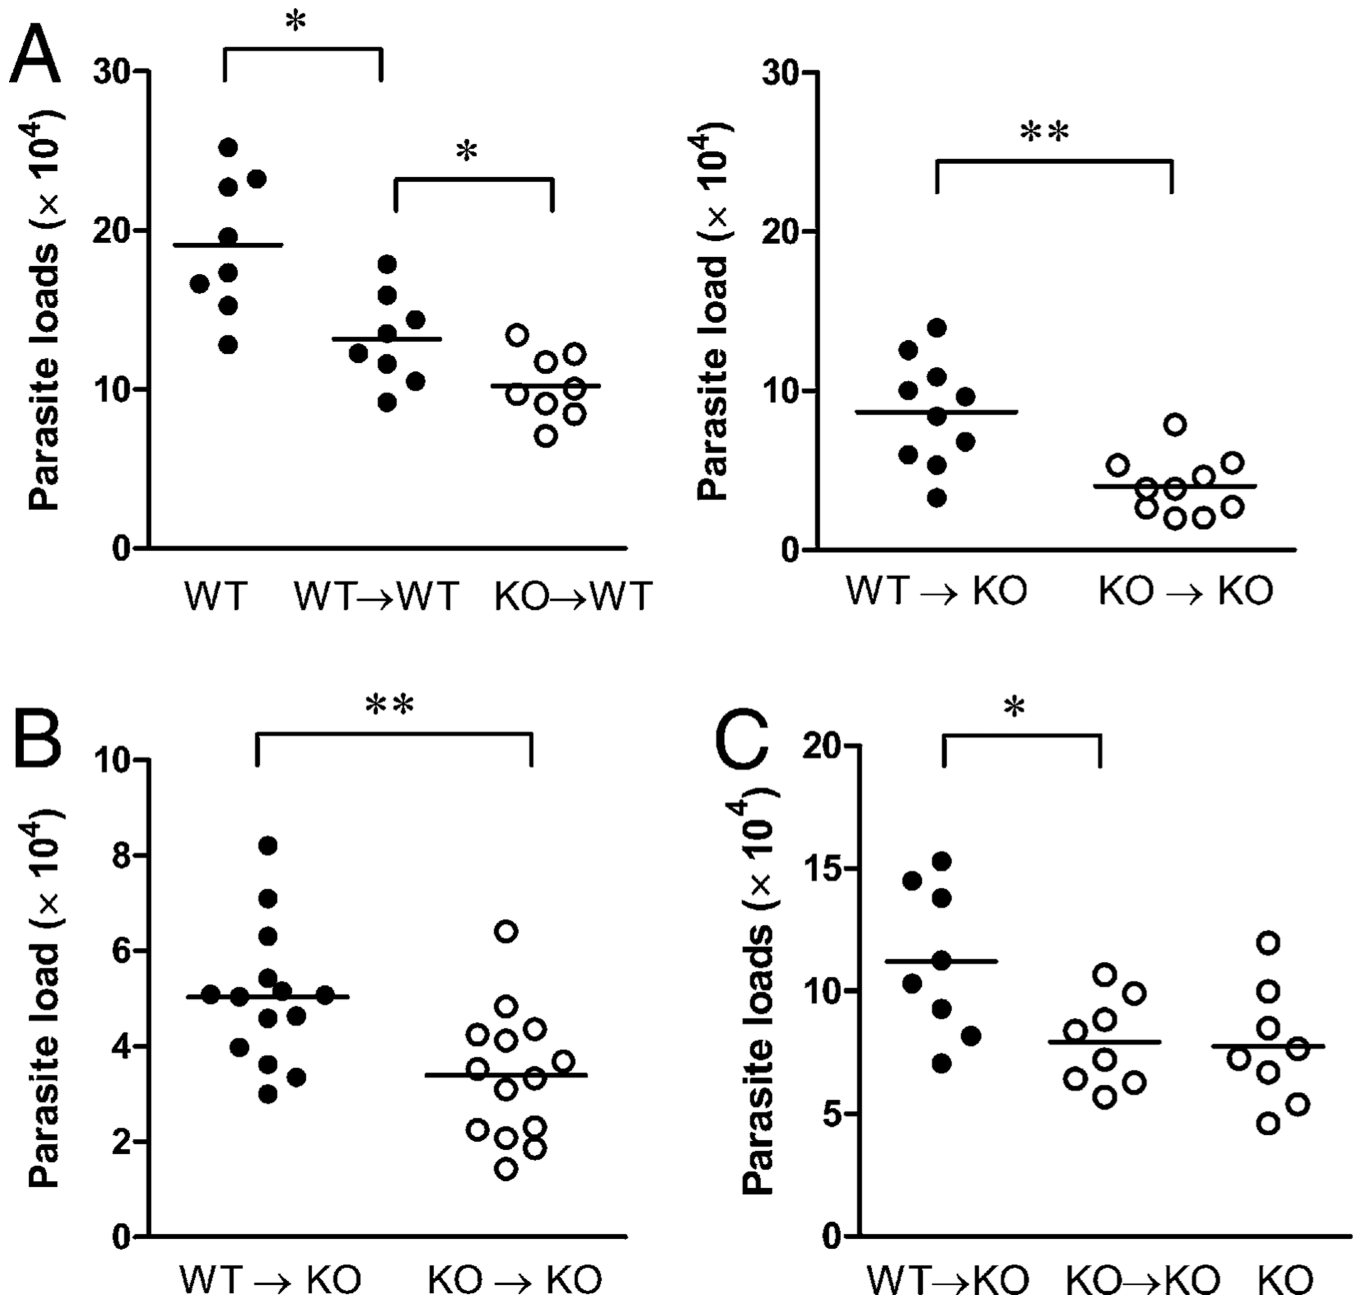 A
*
*
Parasite loads (× 10⁴)
30
20
10
0
WT
WT→WT
KO→WT
**
Parasite load (× 10⁴)
30
20
10
0
WT → KO
KO → KO
B
**
Parasite load (× 10⁴)
10
8
6
4
2
0
WT → KO
KO → KO
C
*
Parasite loads (× 10⁴)
20
15
10
5
0
WT→KO
KO→KO
KO